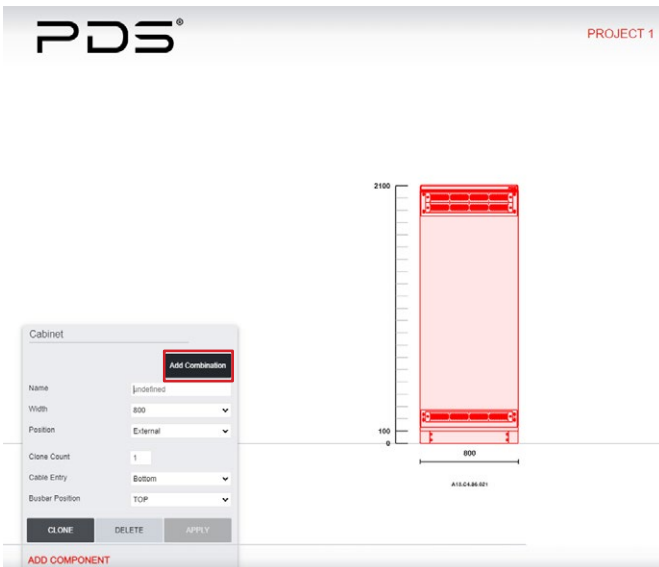 PDS®
PROJECT 1
2100
100
0
800
Cabinet
Add Combination
Name undefined
Width 800
Position External
Clone Count 1
Cable Entry Bottom
Busbar Position TOP
CLONE DELETE APPLY
ADD COMPONENT